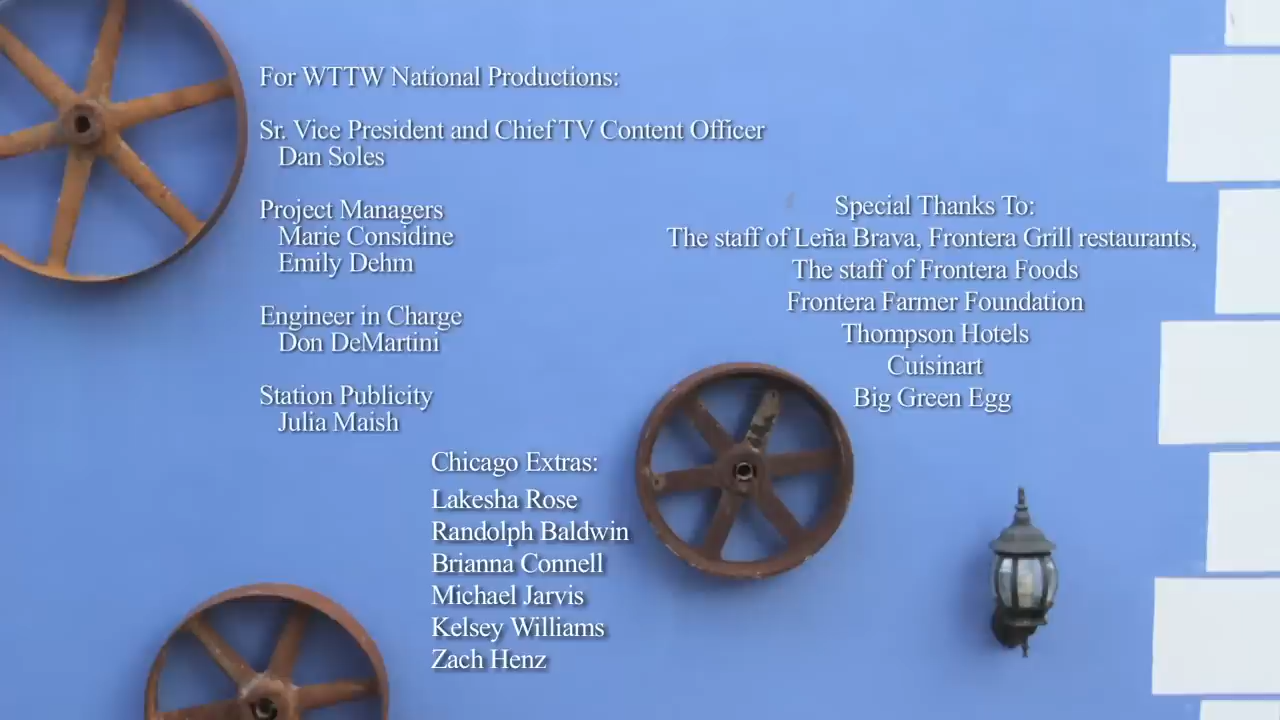 For WTTW National Productions:
Sr. Vice President and Chief TV Content Officer
Dan Soles
Project Managers
Marie Considine
Emily Dehm
Engineer in Charge
Don DeMartini
Station Publicity
Julia Maish
Special Thanks To:
The staff of Leña Brava, Frontera Grill restaurants,
The staff of Frontera Foods
Frontera Farmer Foundation
Thompson Hotels
Cuisinart
Big Green Egg
Chicago Extras:
Lakesha Rose
Randolph Baldwin
Brianna Connell
Michael Jarvis
Kelsey Williams
Zach Henz